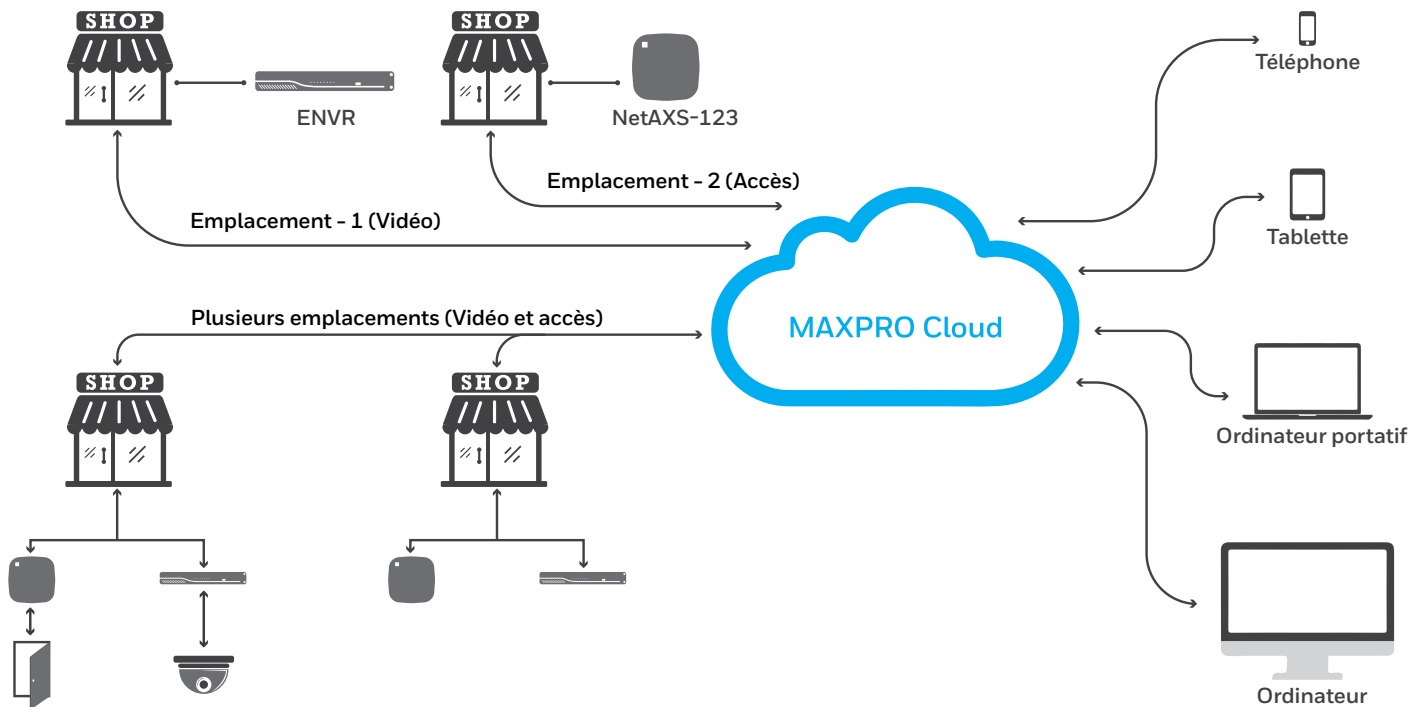 SHOP
SHOP
ENVR
NetAXS-123
Téléphone
Emplacement - 2 (Accès)
Emplacement - 1 (Vidéo)
Tablette
Plusieurs emplacements (Vidéo et accès)
MAXPRO Cloud
SHOP
SHOP
Ordinateur portatif
Ordinateur